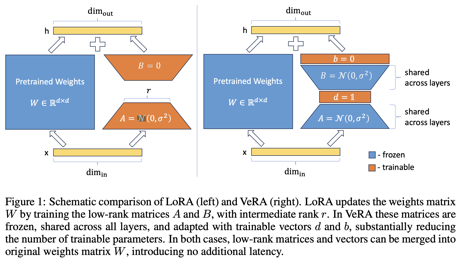 dim_out
dim_out
h
h
b = 0
B = 0
B = 𝒩(0, σ²)
shared
across layers
Pretrained Weights
W ∈ ℝ^{d×d}
r
Pretrained Weights
W ∈ ℝ^{d×d}
d = 𝟙
A = 𝒩(0, σ²)
A = 𝒩(0, σ²)
shared
across layers
x
x
- frozen
dim_in
dim_in
- trainable
Figure 1: Schematic comparison of LoRA (left) and VeRA (right). LoRA updates the weights matrix
W by training the low-rank matrices A and B, with intermediate rank r. In VeRA these matrices are
frozen, shared across all layers, and adapted with trainable vectors d and b, substantially reducing
the number of trainable parameters. In both cases, low-rank matrices and vectors can be merged into
original weights matrix W, introducing no additional latency.